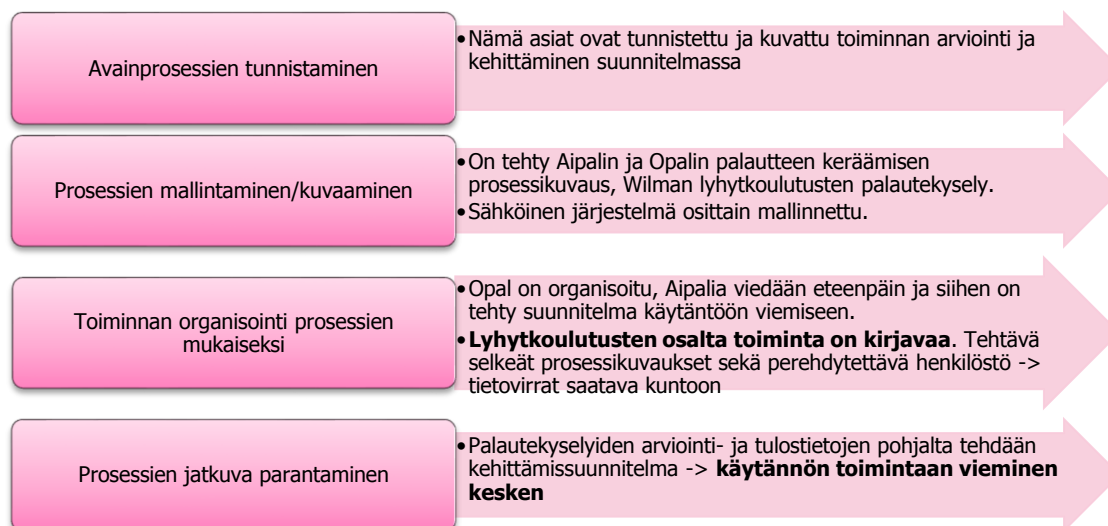 Avainprosessien tunnistaminen
•Nämä asiat ovat tunnistettu ja kuvattu toiminnan arviointi ja
kehittäminen suunnitelmassa
Prosessien mallintaminen/kuvaaminen
•On tehty Aipalin ja Opalin palautteen keräämisen
prosessikuvaus, Wilman lyhytkoulutusten palautekysely.
•Sähköinen järjestelmä osittain mallinnettu.
Toiminnan organisointi prosessien
mukaiseksi
•Opal on organisoitu, Aipalia viedään eteenpäin ja siihen on
tehty suunnitelma käytäntöön viemiseen.
•Lyhytkoulutusten osalta toiminta on kirjavaa. Tehtävä
selkeät prosessikuvaukset sekä perehdytettävä henkilöstö ->
tietovirrat saatava kuntoon
Prosessien jatkuva parantaminen
•Palautekyselyiden arviointi- ja tulostietojen pohjalta tehdään
kehittämissuunnitelma -> käytännön toimintaan vieminen
kesken